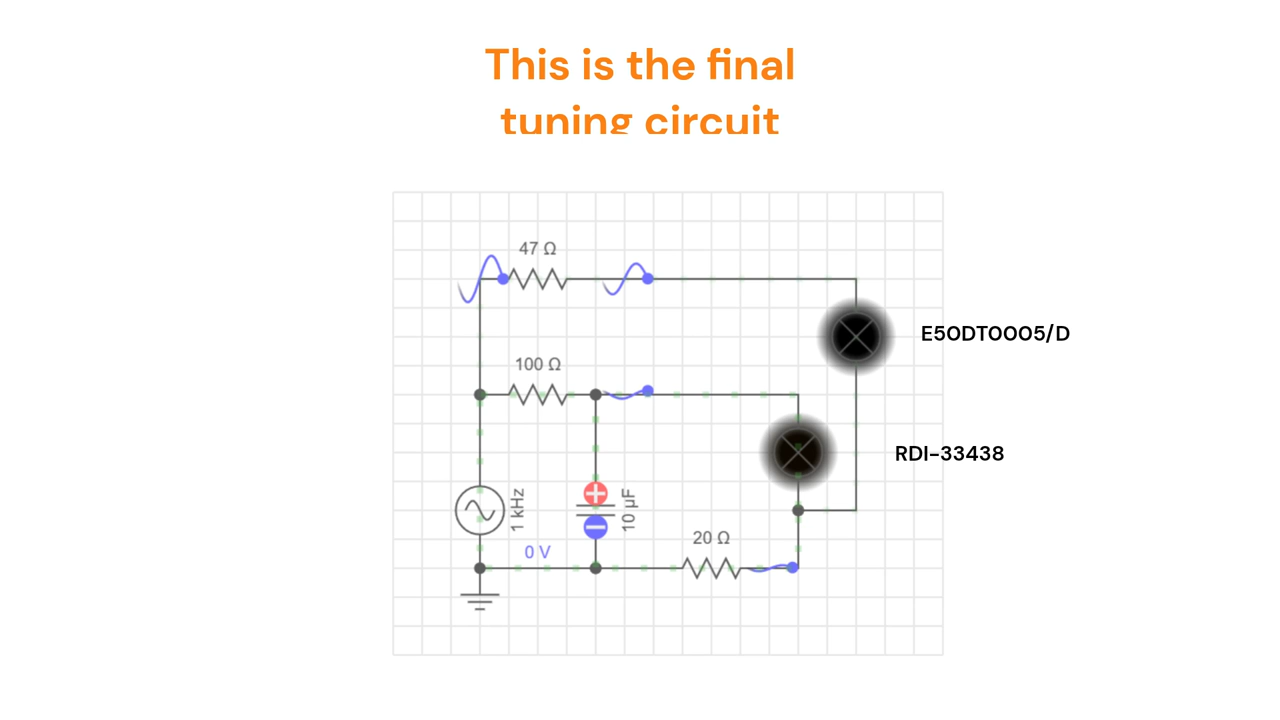 This is the final
tuning circuit
47 Ω
E50DT0005/D
100 Ω
RDI-33438
1 kHz
10 µF
20 Ω
0 V